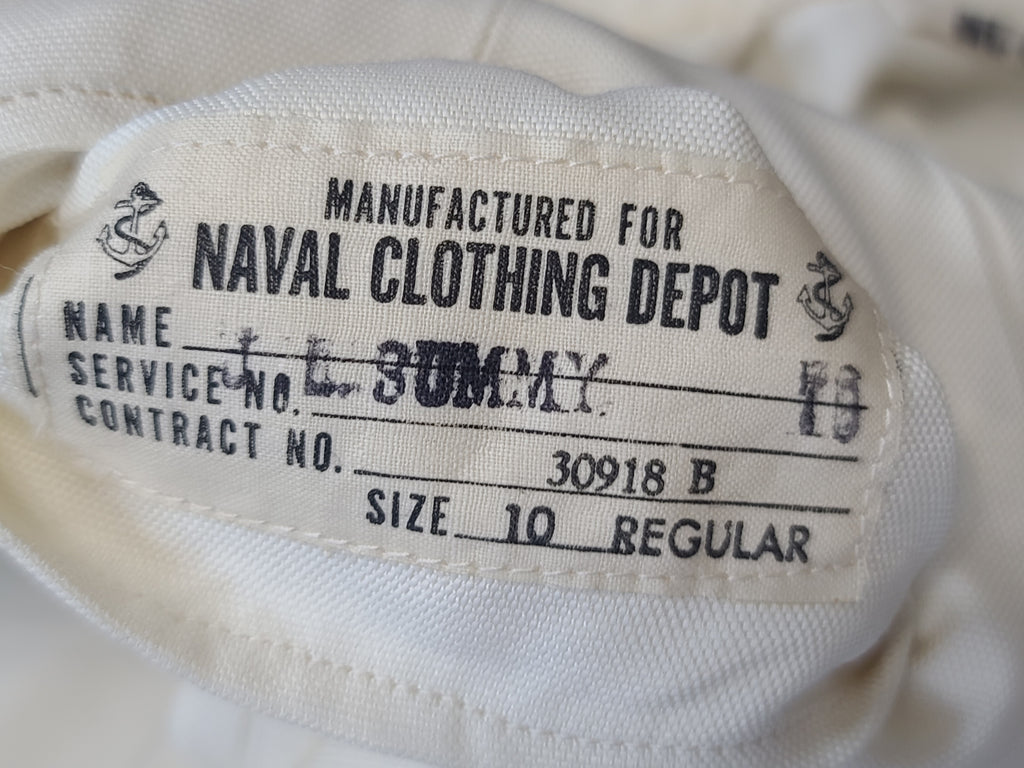 MANUFACTURED FOR
NAVAL CLOTHING DEPOT
NAME J L
SERVICE NO.
CONTRACT NO. 30918 B
SIZE 10 REGULAR